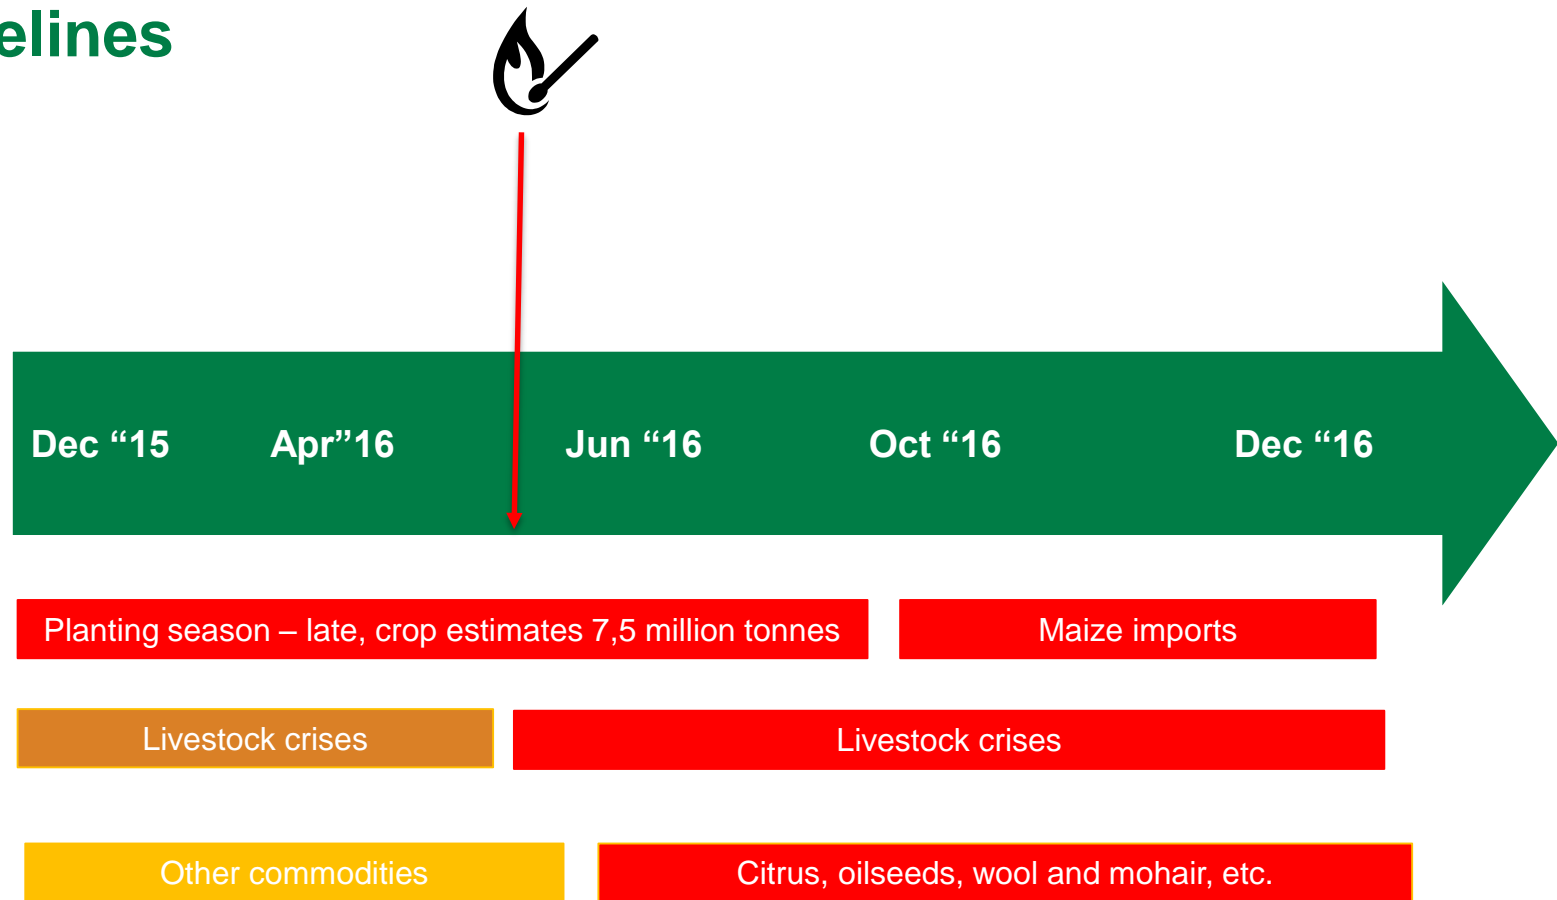 elines
Dec “15 Apr”16 Jun “16 Oct “16 Dec “16
Planting season – late, crop estimates 7,5 million tonnes
Maize imports
Livestock crises
Livestock crises
Other commodities
Citrus, oilseeds, wool and mohair, etc.